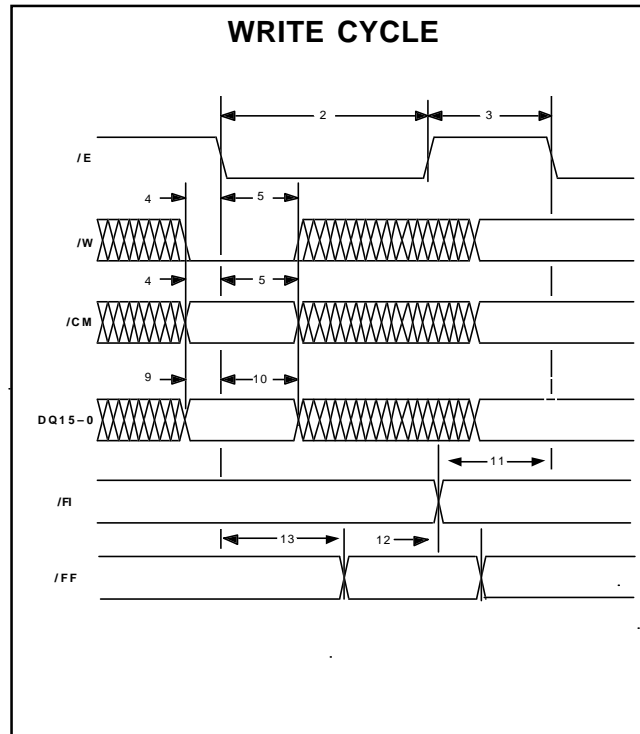 WRITE CYCLE
2 3
/E
4 5
/W
4 5
/CM
9 10
DQ15–0
11
/FI
13 12
/FF